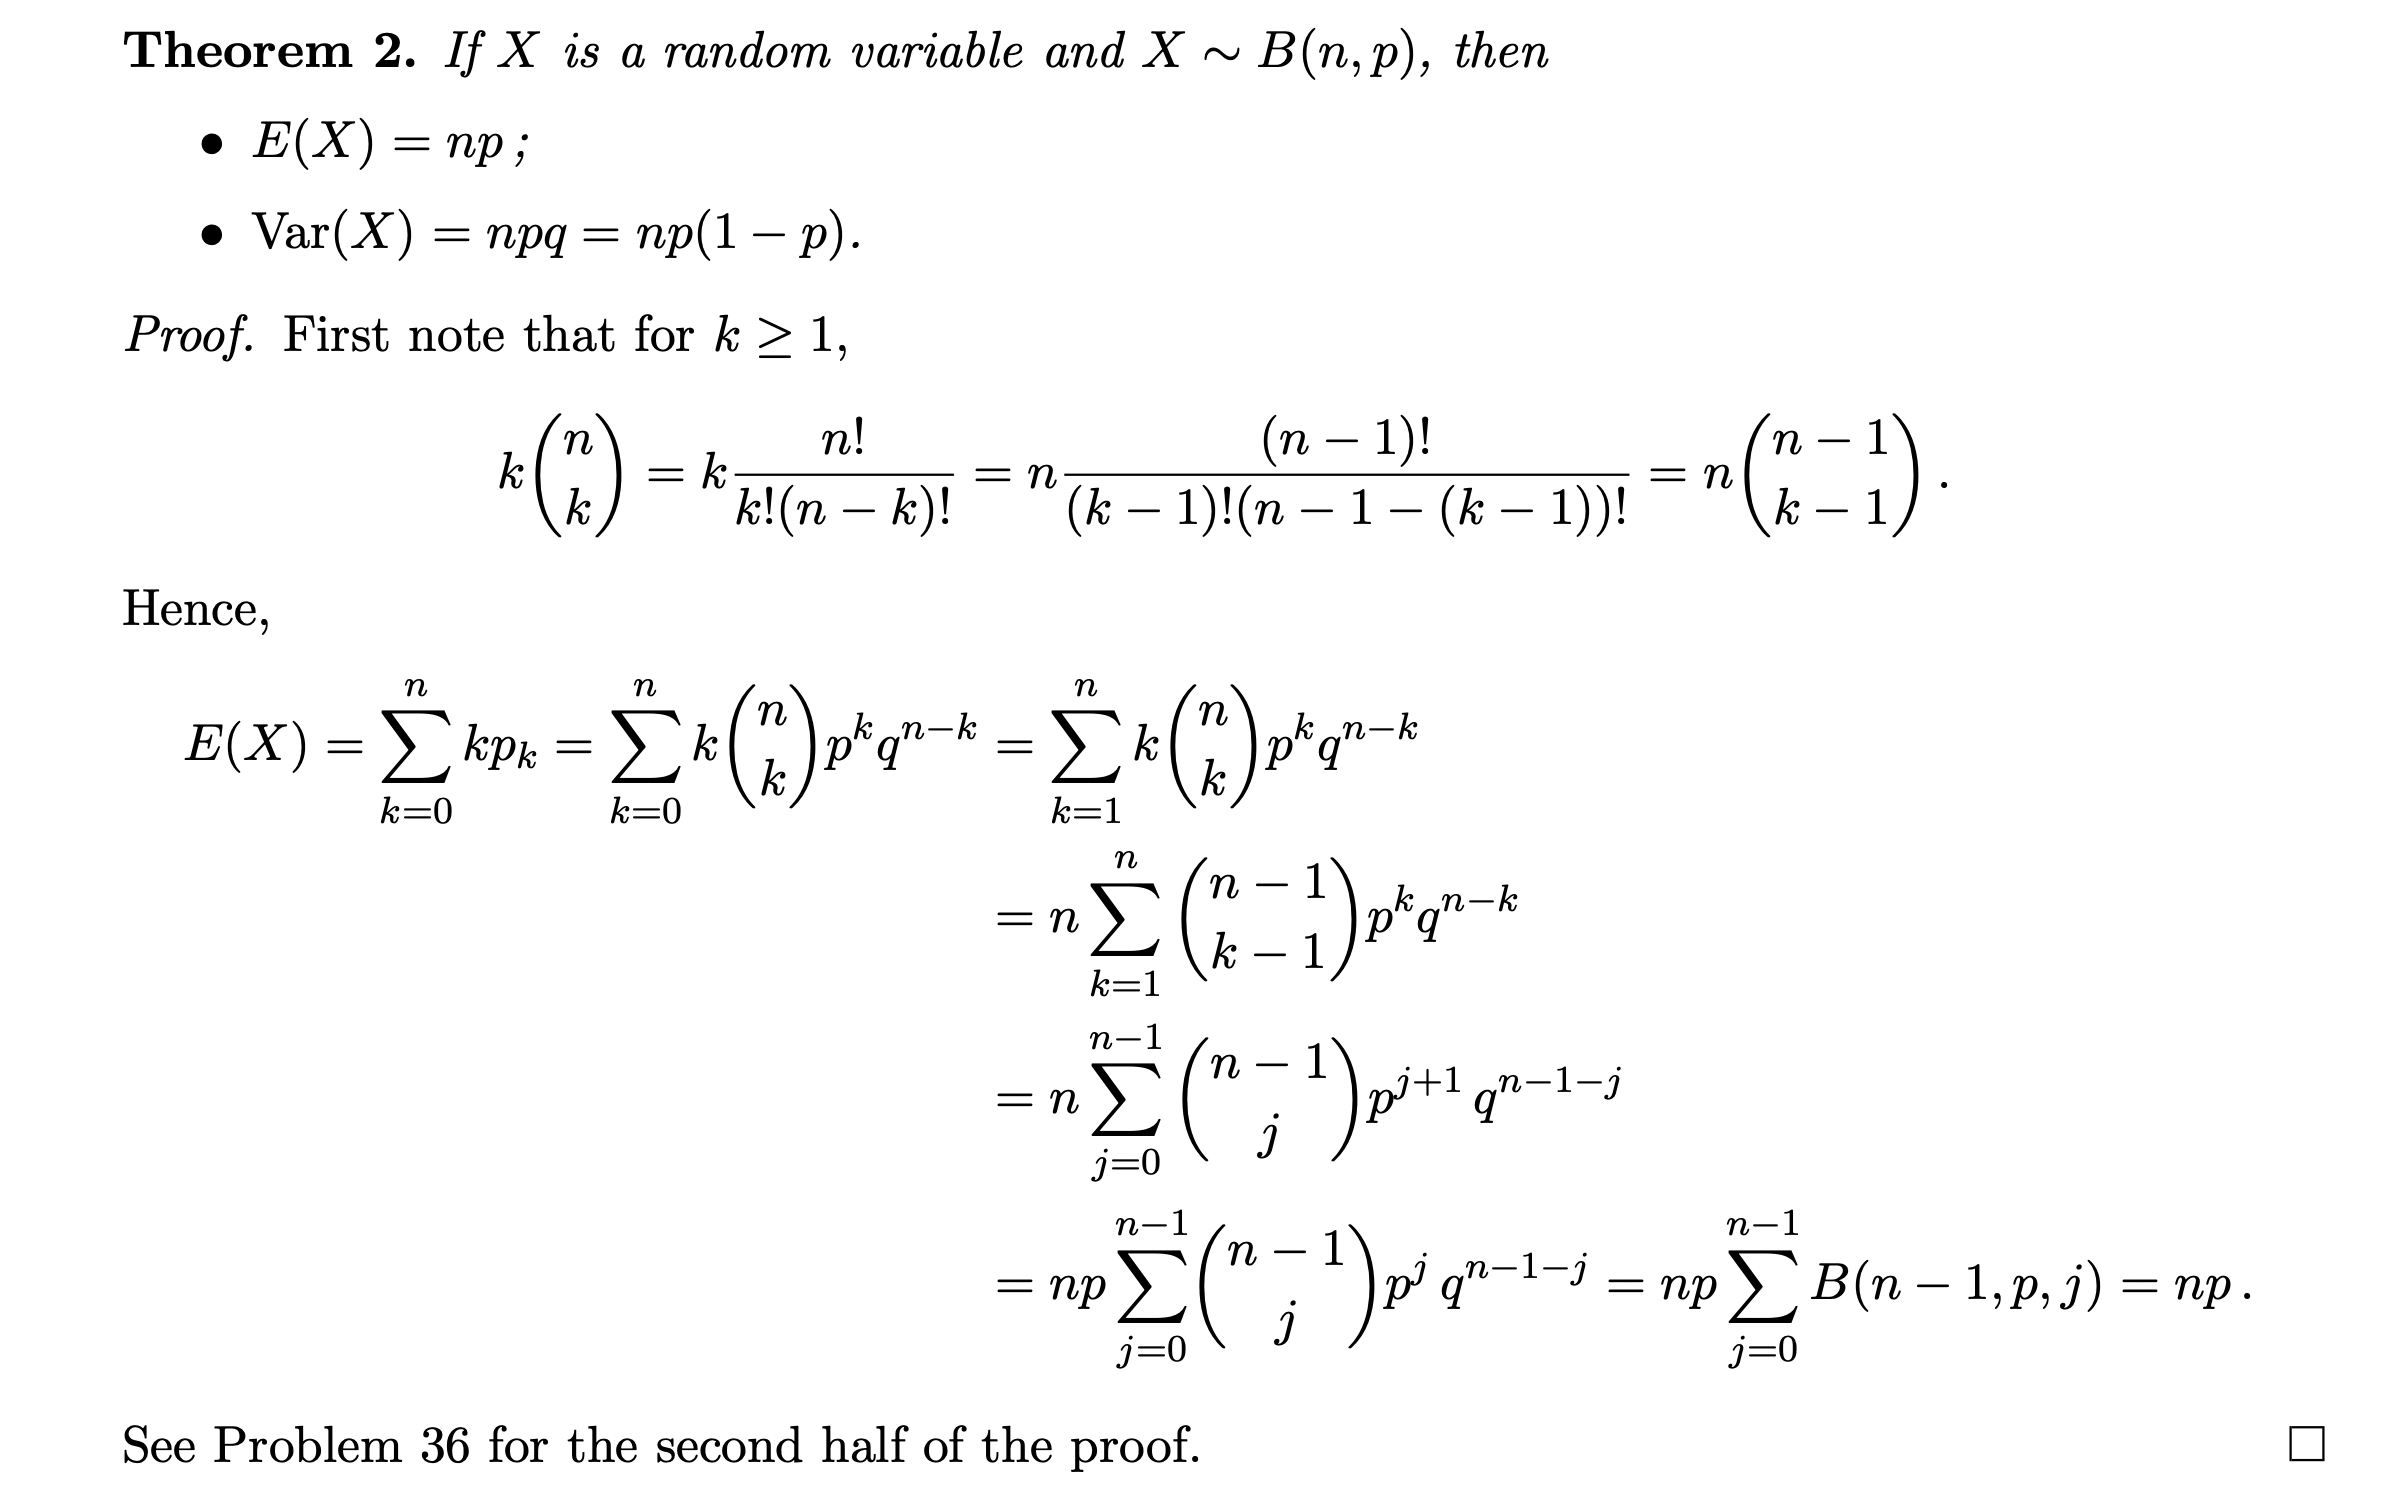 Theorem 2. If X is a random variable and X ∼ B(n, p), then
• E(X) = np ;
• Var(X) = npq = np(1 − p).
Proof. First note that for k ≥ 1,
$k\binom{n}{k} = k\frac{n!}{k!(n-k)!} = n\frac{(n-1)!}{(k-1)!(n-1-(k-1))!} = n\binom{n-1}{k-1}.$
Hence,
$E(X) = \sum_{k=0}^{n} kp_k = \sum_{k=0}^{n} k\binom{n}{k}p^k q^{n-k} = \sum_{k=1}^{n} k\binom{n}{k}p^k q^{n-k}$
$= n\sum_{k=1}^{n} \binom{n-1}{k-1}p^k q^{n-k}$
$= n\sum_{j=0}^{n-1} \binom{n-1}{j}p^{j+1} q^{n-1-j}$
$= np\sum_{j=0}^{n-1} \binom{n-1}{j}p^j q^{n-1-j} = np\sum_{j=0}^{n-1} B(n-1, p, j) = np.$
See Problem 36 for the second half of the proof. □